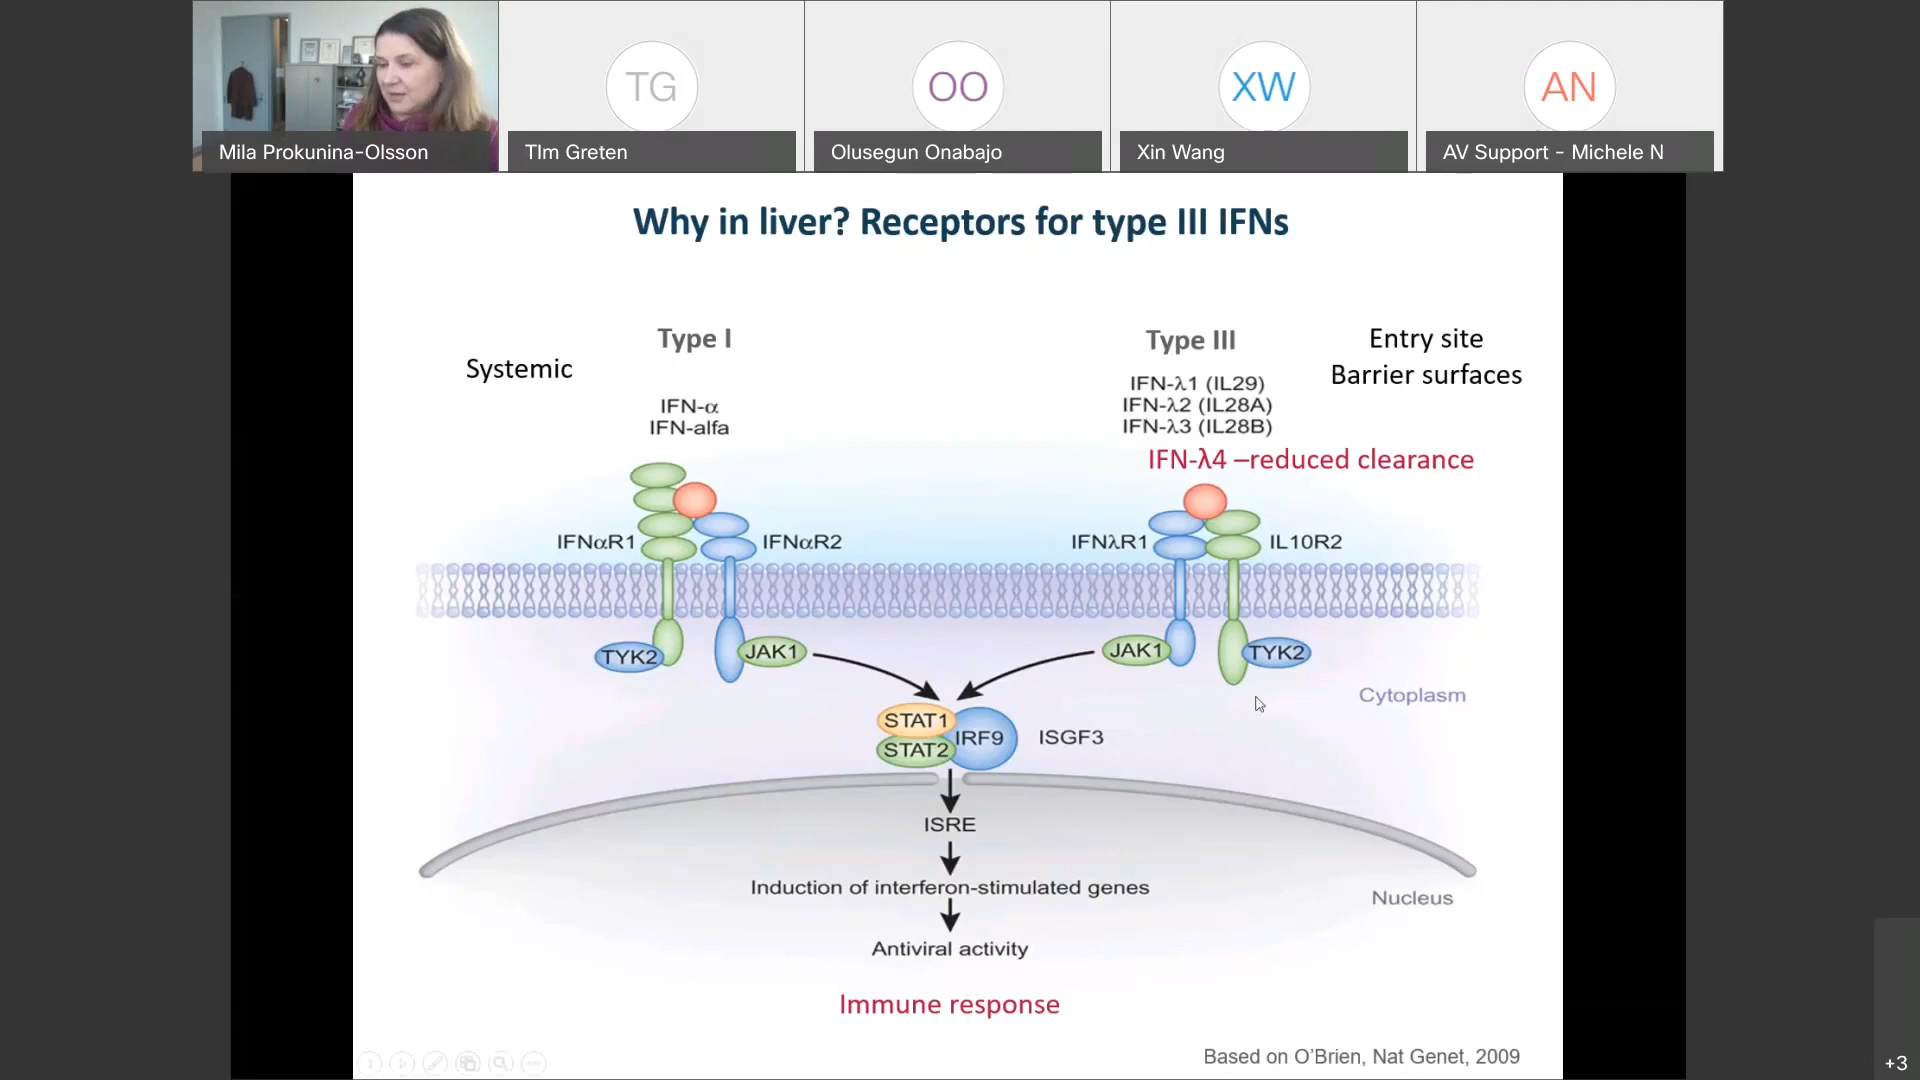 TG
OO
XW
AN
Mila Prokunina-Olsson
TIm Greten
Olusegun Onabajo
Xin Wang
AV Support - Michele N
Why in liver? Receptors for type III IFNs
Type I
Type III
Entry site
Systemic
Barrier surfaces
IFN-α
IFN-alfa
IFN-λ1 (IL29)
IFN-λ2 (IL28A)
IFN-λ3 (IL28B)
IFN-λ4 –reduced clearance
IFNαR1
IFNαR2
IFNλR1
IL10R2
TYK2
JAK1
JAK1
TYK2
Cytoplasm
STAT1
STAT2
IRF9
ISGF3
ISRE
Induction of interferon-stimulated genes
Nucleus
Antiviral activity
Immune response
Based on O’Brien, Nat Genet, 2009
+3